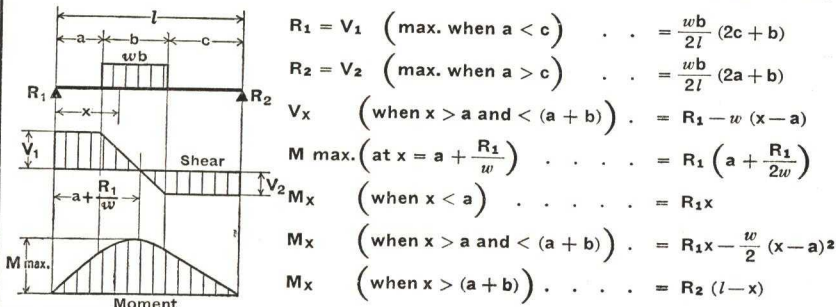 l
a b c
wb
R₁ R₂
x
V₁ Shear
V₂
a + R₁/w
M max.
Moment
R₁ = V₁ (max. when a < c) . . = wb/2l (2c + b)
R₂ = V₂ (max. when a > c) . . = wb/2l (2a + b)
Vx (when x > a and < (a + b)) . = R₁ − w (x − a)
M max. (at x = a + R₁/w) . . . . = R₁ (a + R₁/2w)
Mx (when x < a) . . . . . = R₁x
Mx (when x > a and < (a + b)) . = R₁x − w/2 (x − a)²
Mx (when x > (a + b)) . . . . = R₂ (l − x)